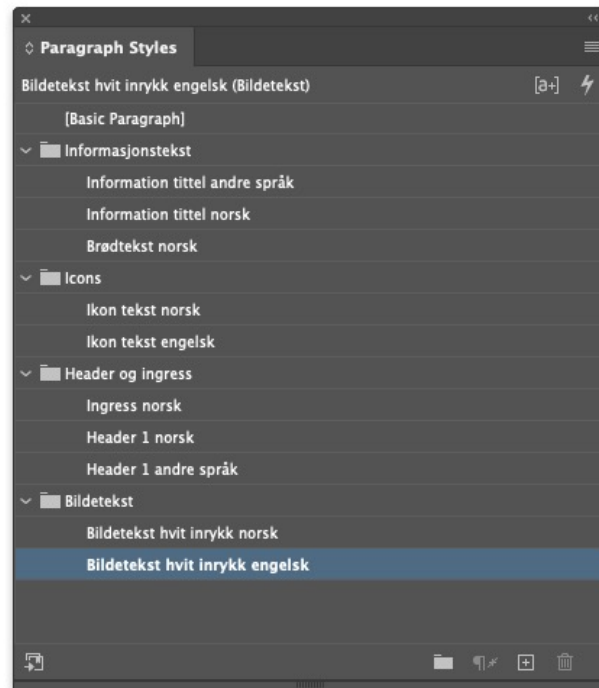 Paragraph Styles
Bildetekst hvit inrykk engelsk (Bildetekst) [a+]
[Basic Paragraph]
Informasjonstekst
Information tittel andre språk
Information tittel norsk
Brødtekst norsk
Icons
Ikon tekst norsk
Ikon tekst engelsk
Header og ingress
Ingress norsk
Header 1 norsk
Header 1 andre språk
Bildetekst
Bildetekst hvit inrykk norsk
Bildetekst hvit inrykk engelsk